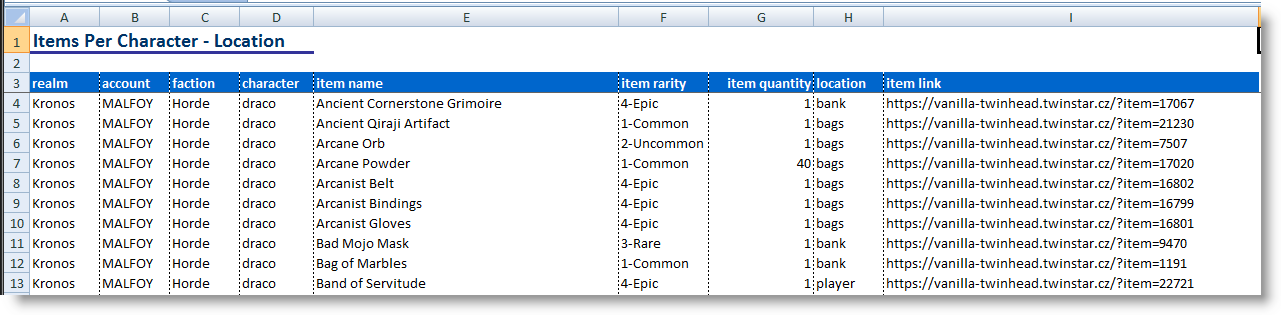 A B C D E F G H I
1 Items Per Character - Location
2
3 realm account faction character item name item rarity item quantity location item link
4 Kronos MALFOY Horde draco Ancient Cornerstone Grimoire 4-Epic 1 bank https://vanilla-twinhead.twinstar.cz/?item=17067
5 Kronos MALFOY Horde draco Ancient Qiraji Artifact 1-Common 1 bags https://vanilla-twinhead.twinstar.cz/?item=21230
6 Kronos MALFOY Horde draco Arcane Orb 2-Uncommon 1 bags https://vanilla-twinhead.twinstar.cz/?item=7507
7 Kronos MALFOY Horde draco Arcane Powder 1-Common 40 bags https://vanilla-twinhead.twinstar.cz/?item=17020
8 Kronos MALFOY Horde draco Arcanist Belt 4-Epic 1 bags https://vanilla-twinhead.twinstar.cz/?item=16802
9 Kronos MALFOY Horde draco Arcanist Bindings 4-Epic 1 bags https://vanilla-twinhead.twinstar.cz/?item=16799
10 Kronos MALFOY Horde draco Arcanist Gloves 4-Epic 1 bags https://vanilla-twinhead.twinstar.cz/?item=16801
11 Kronos MALFOY Horde draco Bad Mojo Mask 3-Rare 1 bank https://vanilla-twinhead.twinstar.cz/?item=9470
12 Kronos MALFOY Horde draco Bag of Marbles 1-Common 1 bank https://vanilla-twinhead.twinstar.cz/?item=1191
13 Kronos MALFOY Horde draco Band of Servitude 4-Epic 1 player https://vanilla-twinhead.twinstar.cz/?item=22721